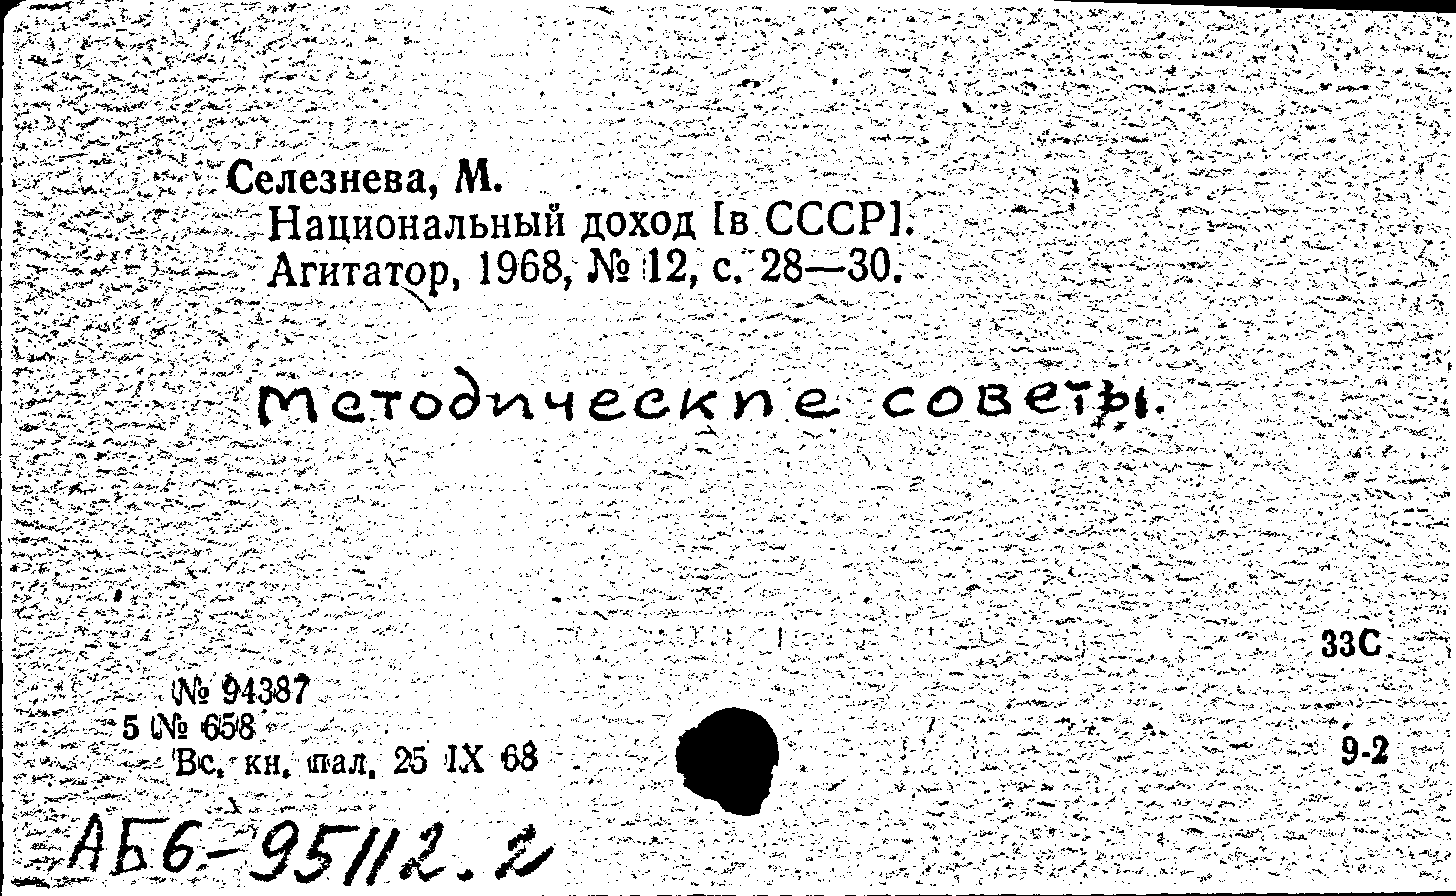 Селезнева, М.
Национальный доход [в СССР].
Агитатор, 1968, № 12, с. 28—30.
Методические советы.
33С
№ 94387
5 № 658
Вс. кн. пал. 25 IX 68
9-2
АБ6-95112.2